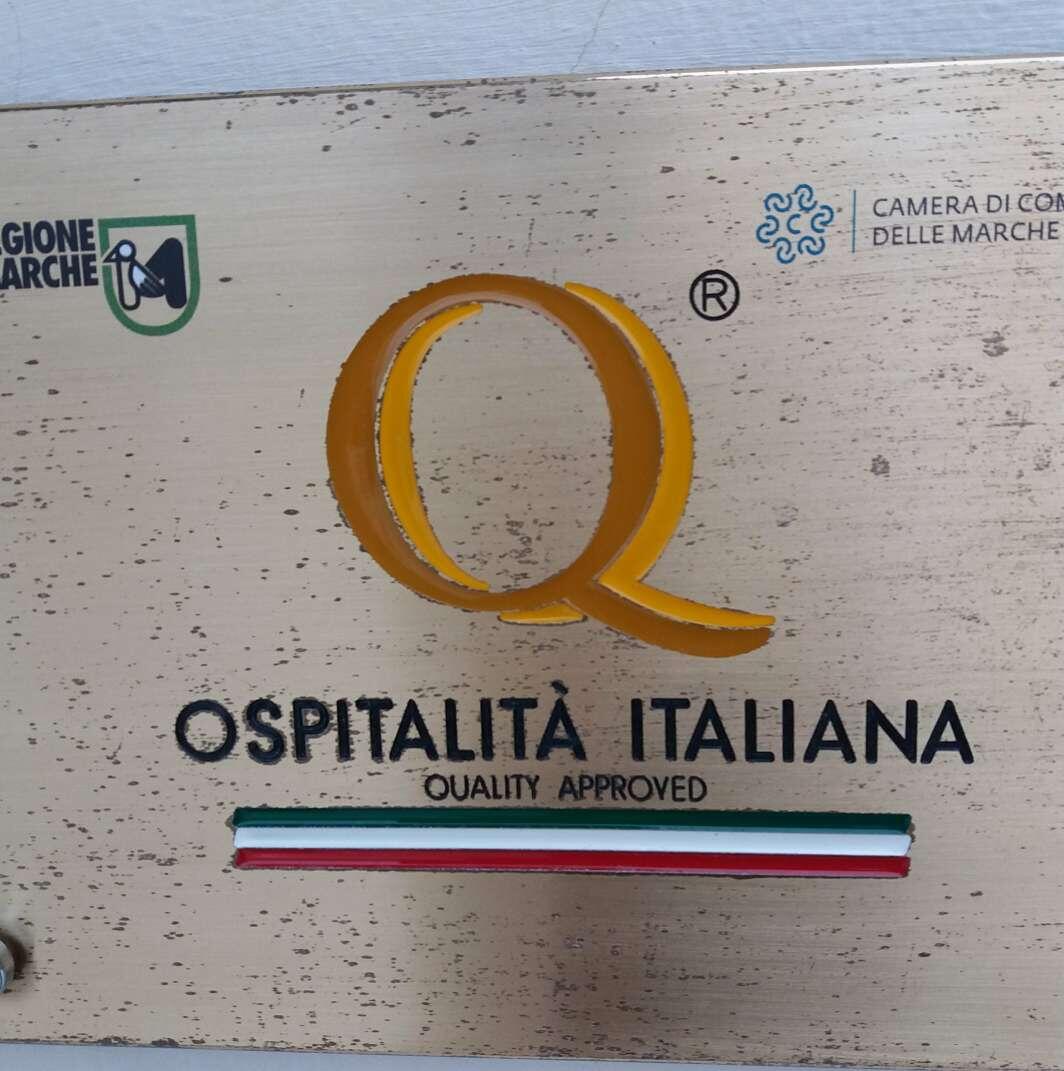 GIONE
ARCHE
CAMERA DI COM
DELLE MARCHE
®
Q
OSPITALITÀ ITALIANA
QUALITY APPROVED